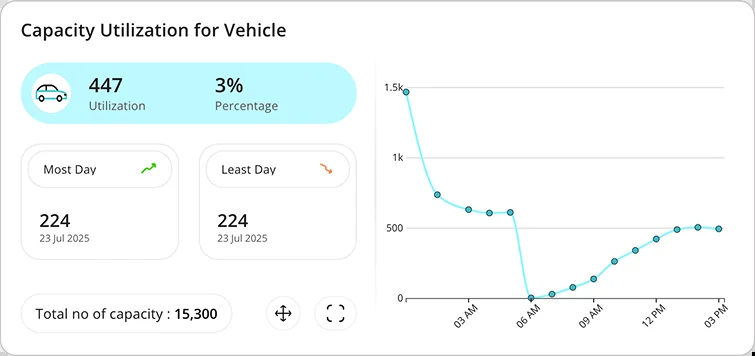 Capacity Utilization for Vehicle
447
Utilization
3%
Percentage
Most Day
224
23 Jul 2025
Least Day
224
23 Jul 2025
Total no of capacity : 15,300
1.5k
1k
500
0
03 AM
06 AM
09 AM
12 PM
03 PM